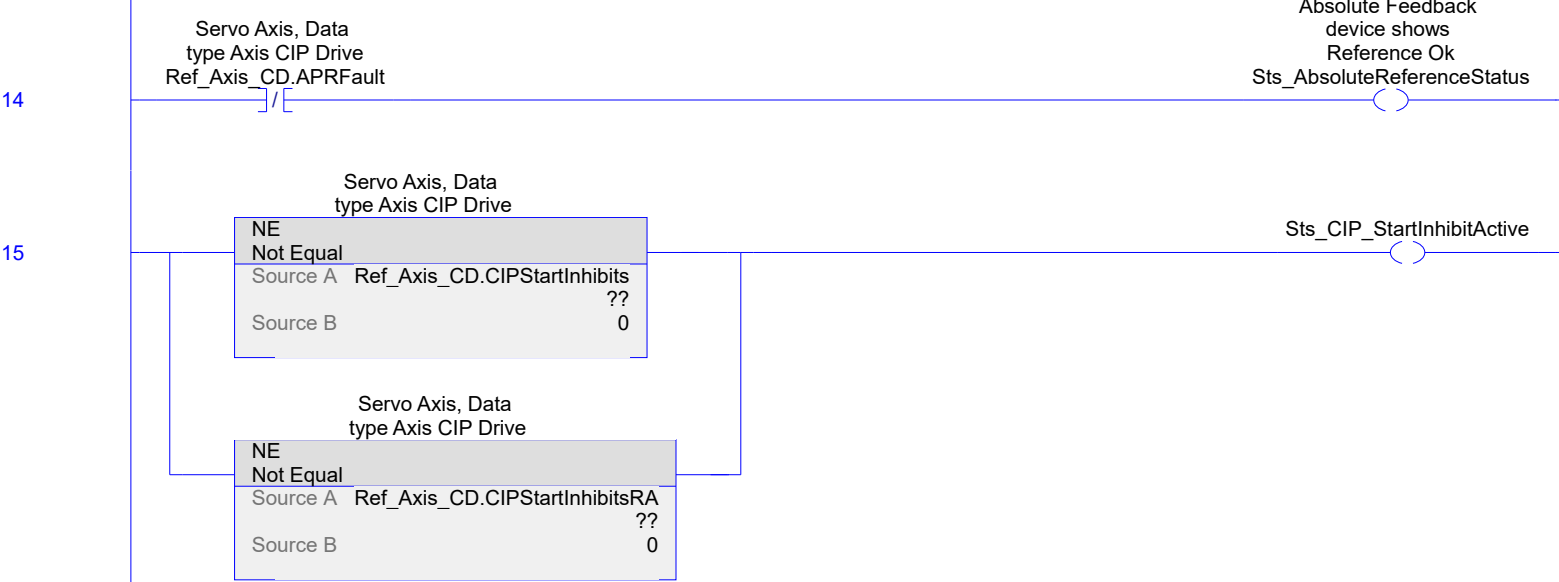 Absolute Feedback
Servo Axis, Data
device shows
type Axis CIP Drive
Reference Ok
Ref_Axis_CD.APRFault
Sts_AbsoluteReferenceStatus
14
/
Servo Axis, Data
type Axis CIP Drive
NE
Sts_CIP_StartInhibitActive
15
Not Equal
Source A Ref_Axis_CD.CIPStartInhibits
??
Source B 0
Servo Axis, Data
type Axis CIP Drive
NE
Not Equal
Source A Ref_Axis_CD.CIPStartInhibitsRA
??
Source B 0